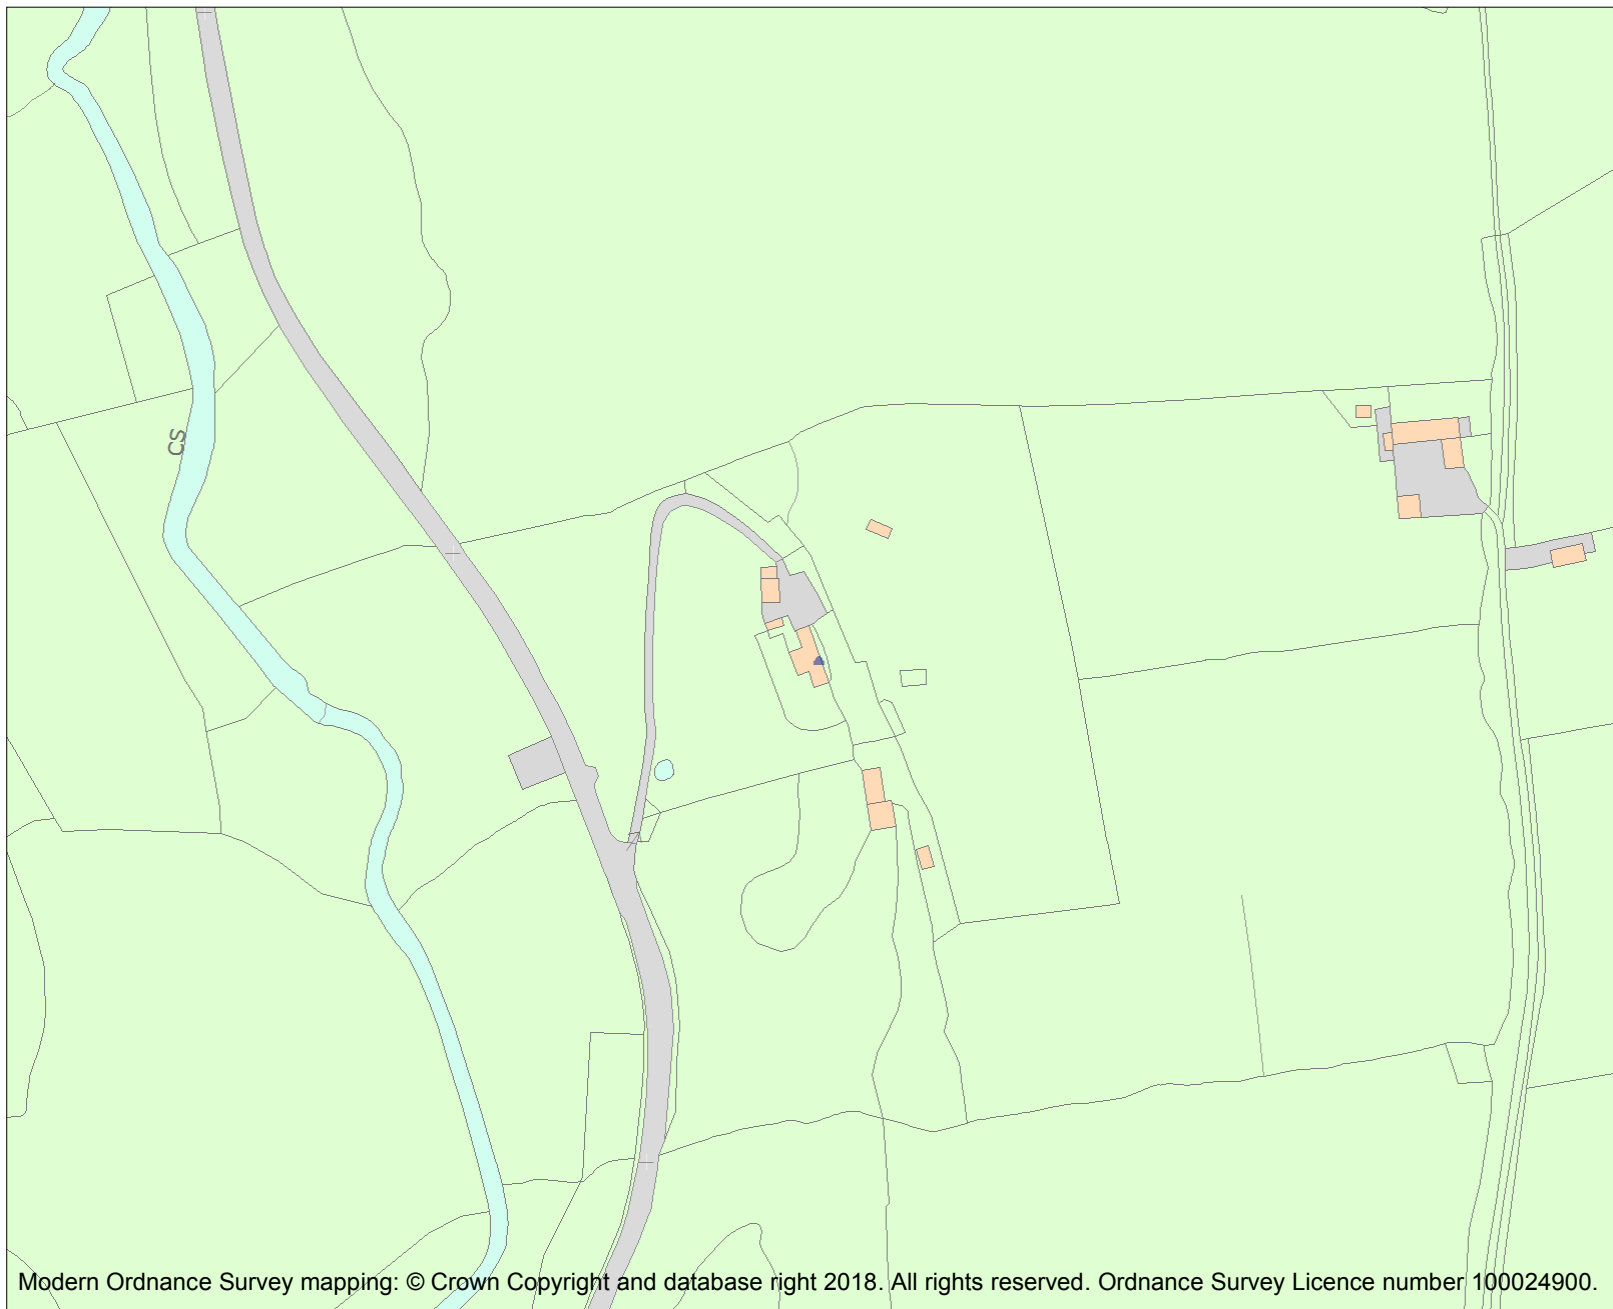 CS
Modern Ordnance Survey mapping: © Crown Copyright and database right 2018. All rights reserved. Ordnance Survey Licence number 100024900.